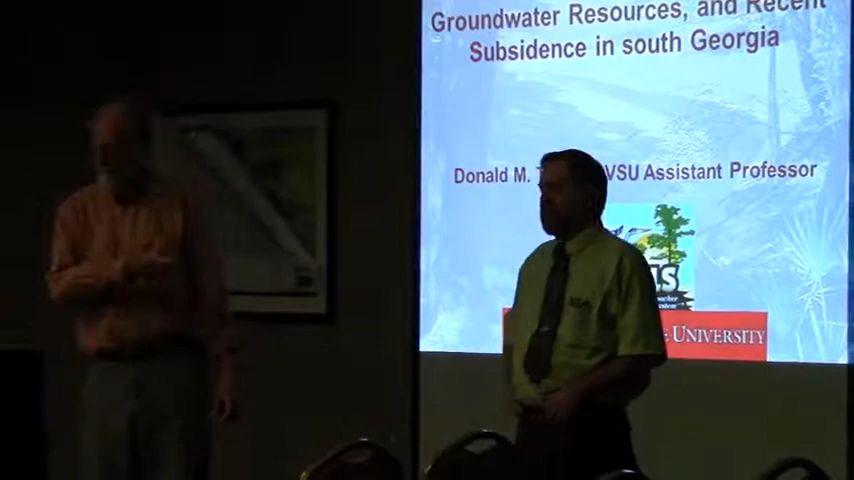 Groundwater Resources, and Recent
Subsidence in south Georgia
Donald M. VSU Assistant Professor
UNIVERSITY